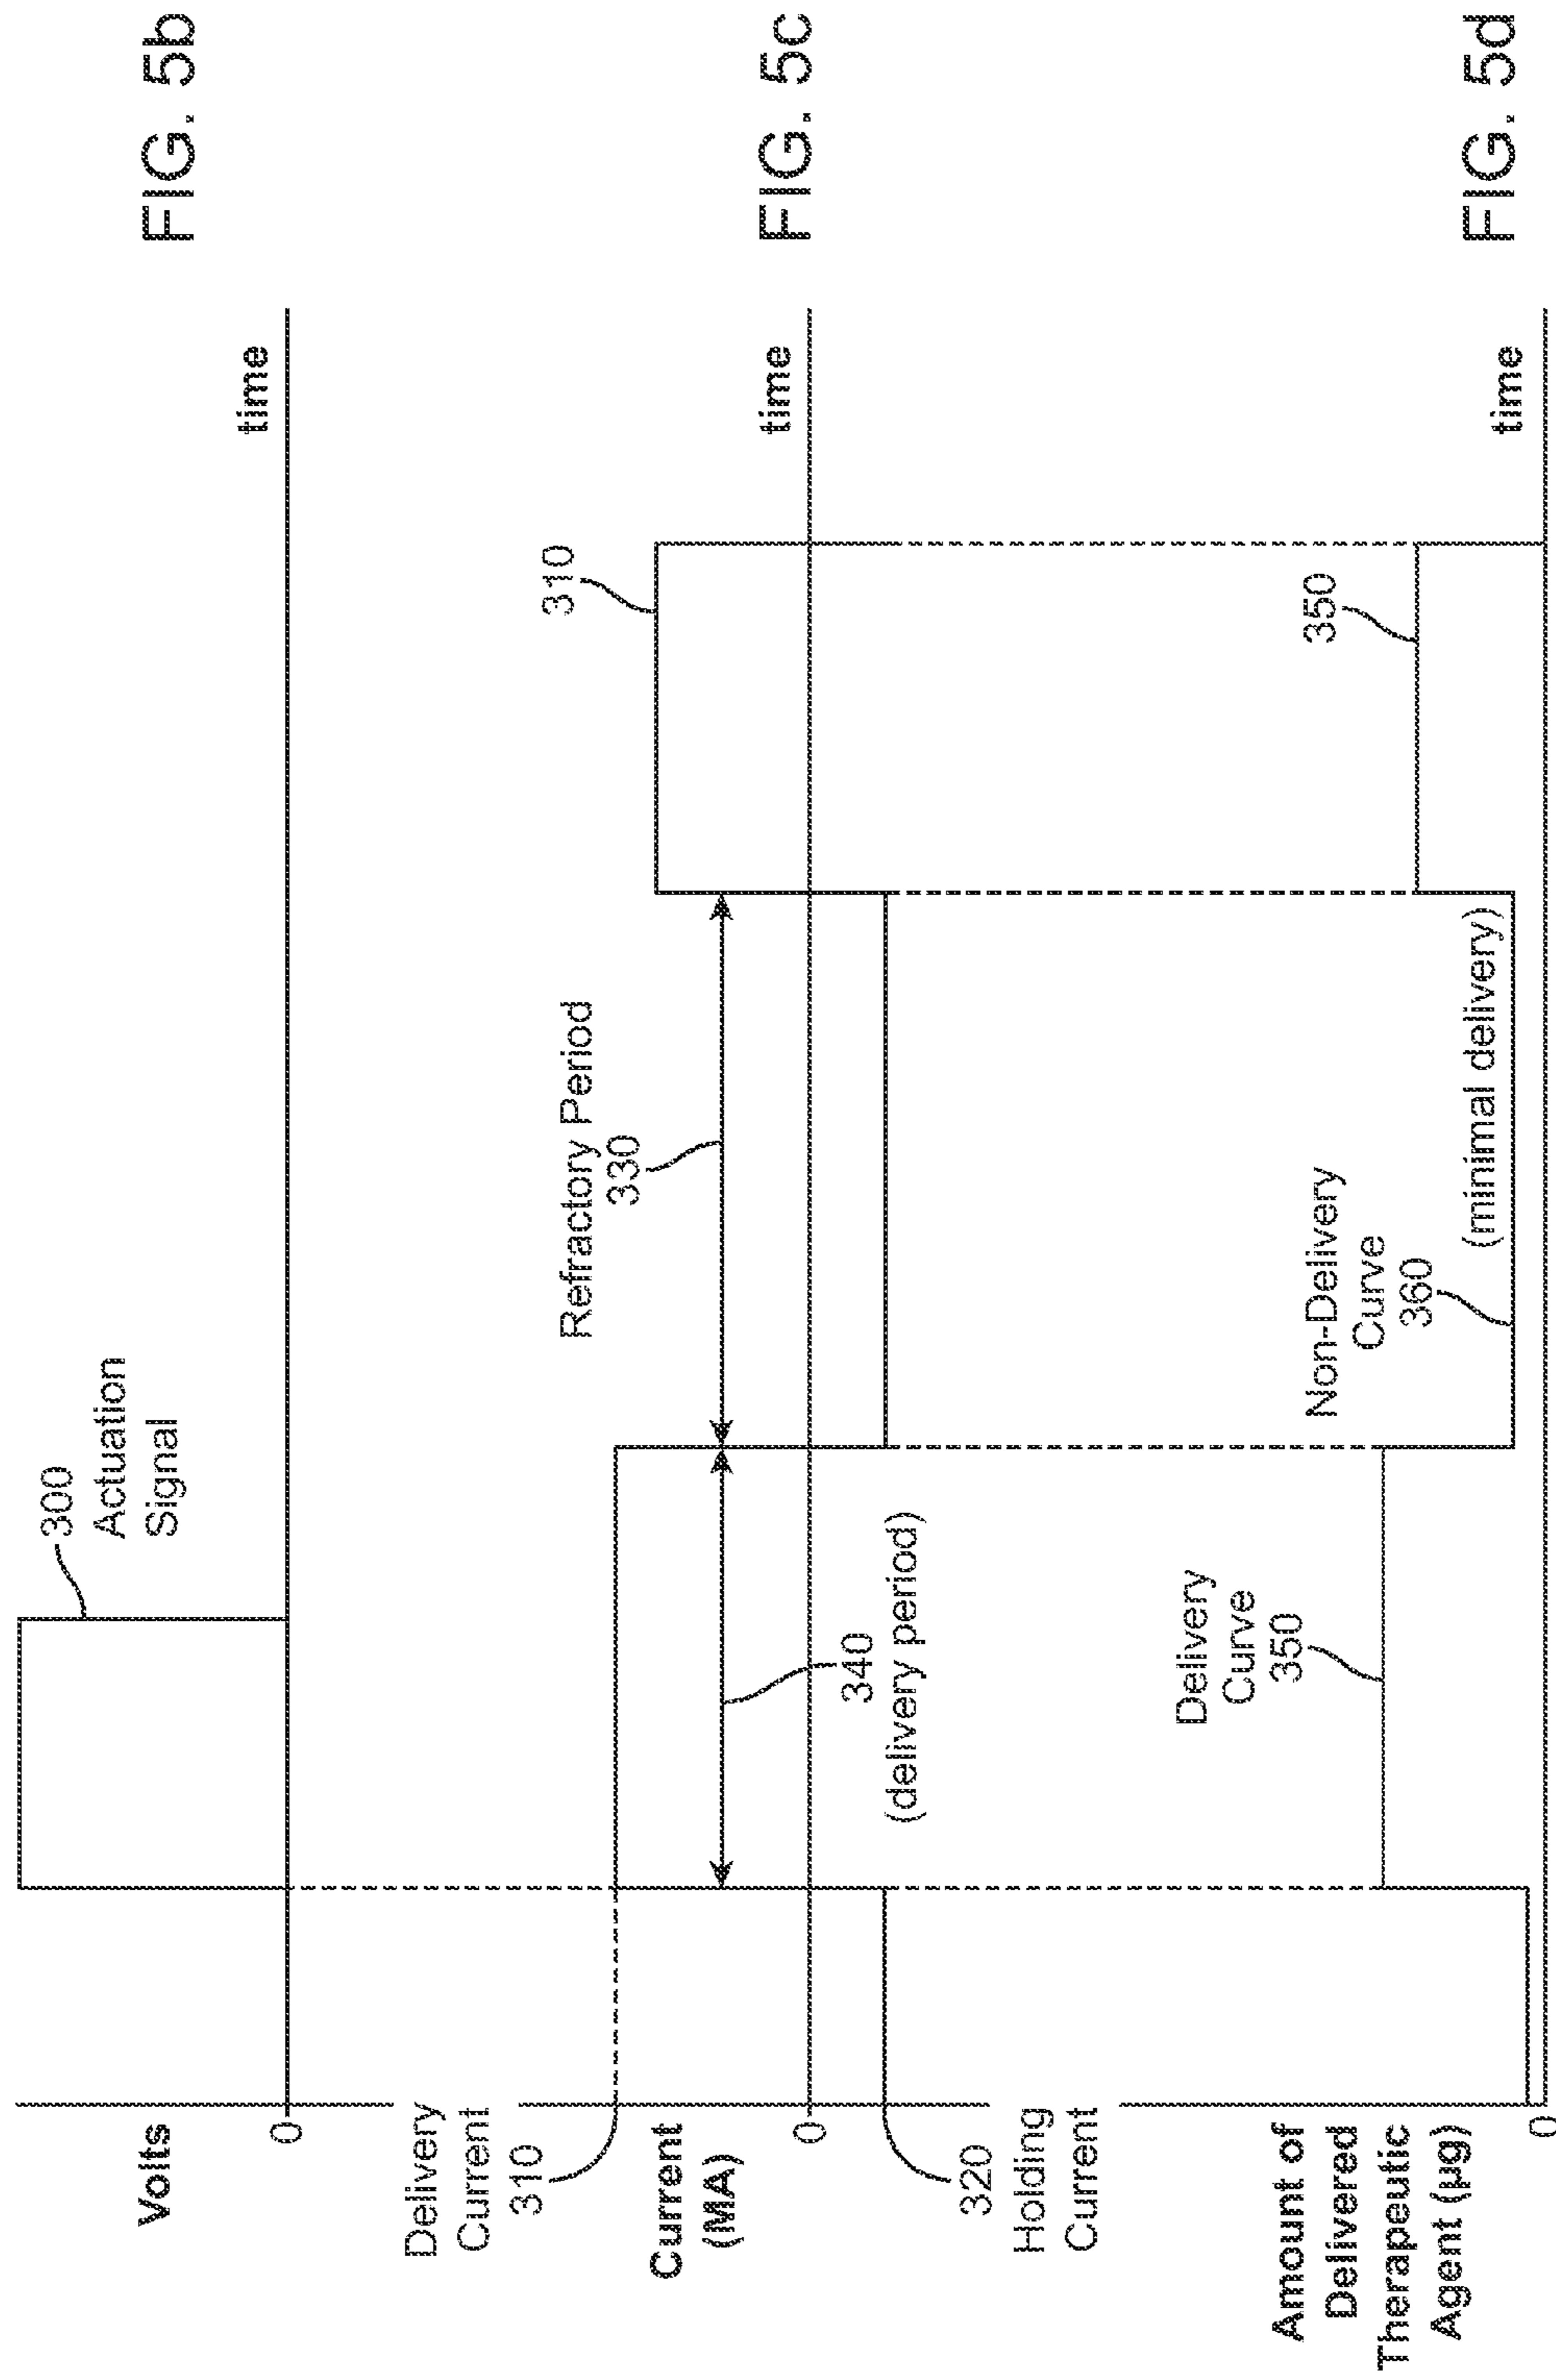 Volts
0
300
Actuation
Signal
time
FIG. 5b
Delivery
Current
310
Current
(MA)
0
320
Holding
Current
340
(delivery period)
Refractory Period
330
310
time
FIG. 5c
Amount of
Delivered
Therapeutic
Agent (µg)
0
Delivery
Curve
350
Non-Delivery
Curve
360
(minimal delivery)
350
time
FIG. 5d